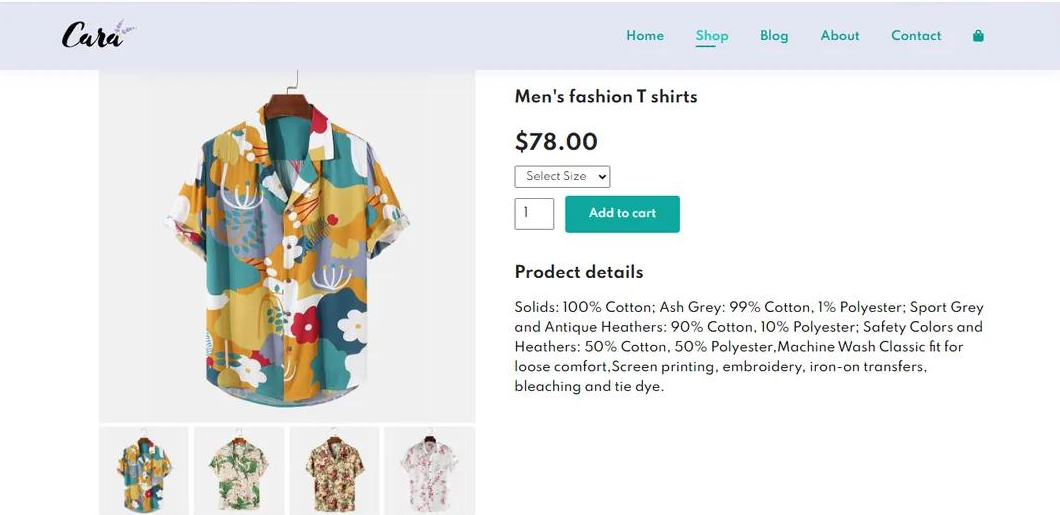 Cara
Home Shop Blog About Contact
Men's fashion T shirts
$78.00
Select Size
1
Add to cart
Product details
Solids: 100% Cotton; Ash Grey: 99% Cotton, 1% Polyester; Sport Grey
and Antique Heathers: 90% Cotton, 10% Polyester; Safety Colors and
Heathers: 50% Cotton, 50% Polyester,Machine Wash Classic fit for
loose comfort,Screen printing, embroidery, iron-on transfers,
bleaching and tie dye.